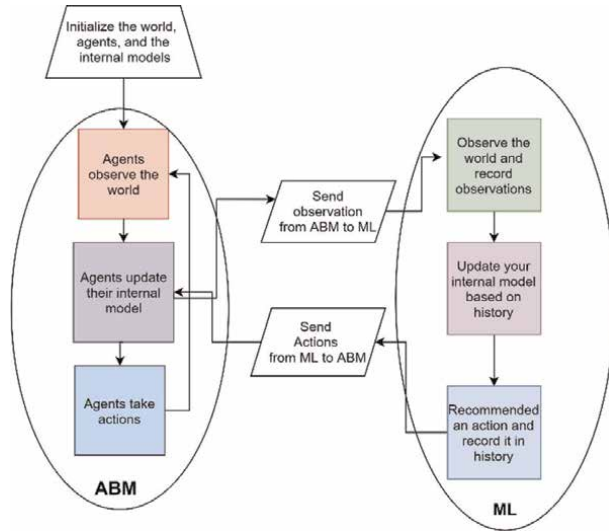 Initialize the world,
agents, and the
internal models
Agents
observe the
world
Agents update
their internal
model
Agents take
actions
ABM
Send
observation
from ABM to ML
Send
Actions
from ML to ABM
Observe the
world and
record
observations
Update your
internal model
based on
history
Recommended
an action and
record it in
history
ML